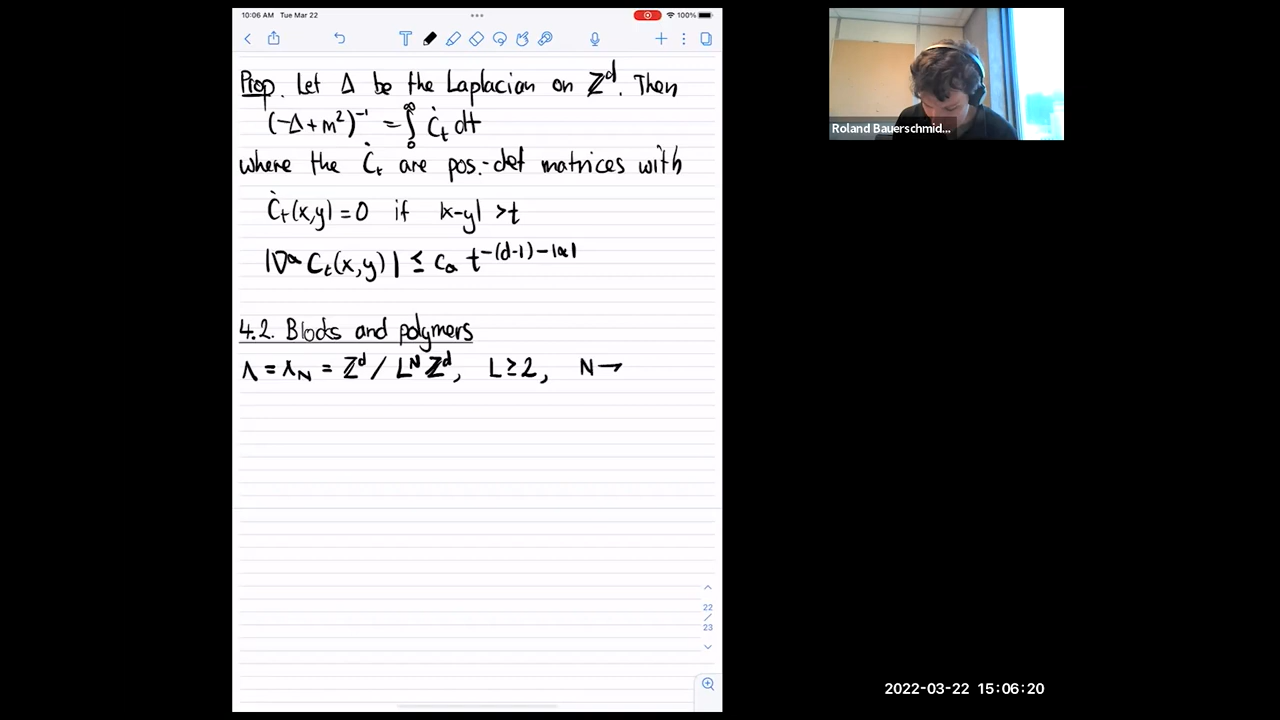 10:06 AM Tue Mar 22
100%
Prop. Let Δ be the Laplacian on ℤ^d. Then
(-Δ+m²)^{-1} = ∫_0^∞ Ċ_t dt
where the Ċ_t are pos.-def matrices with
Ċ_t(x,y) = 0 if |x-y| > t
|∇^α C_t(x,y)| ≤ c_α t^{-(d-1)-|α|}
4.2. Blocks and polymers
Λ = Λ_N = ℤ^d / L^N ℤ^d, L ≥ 2, N →
22
/
23
Roland Bauerschmid...
2022-03-22 15:06:20